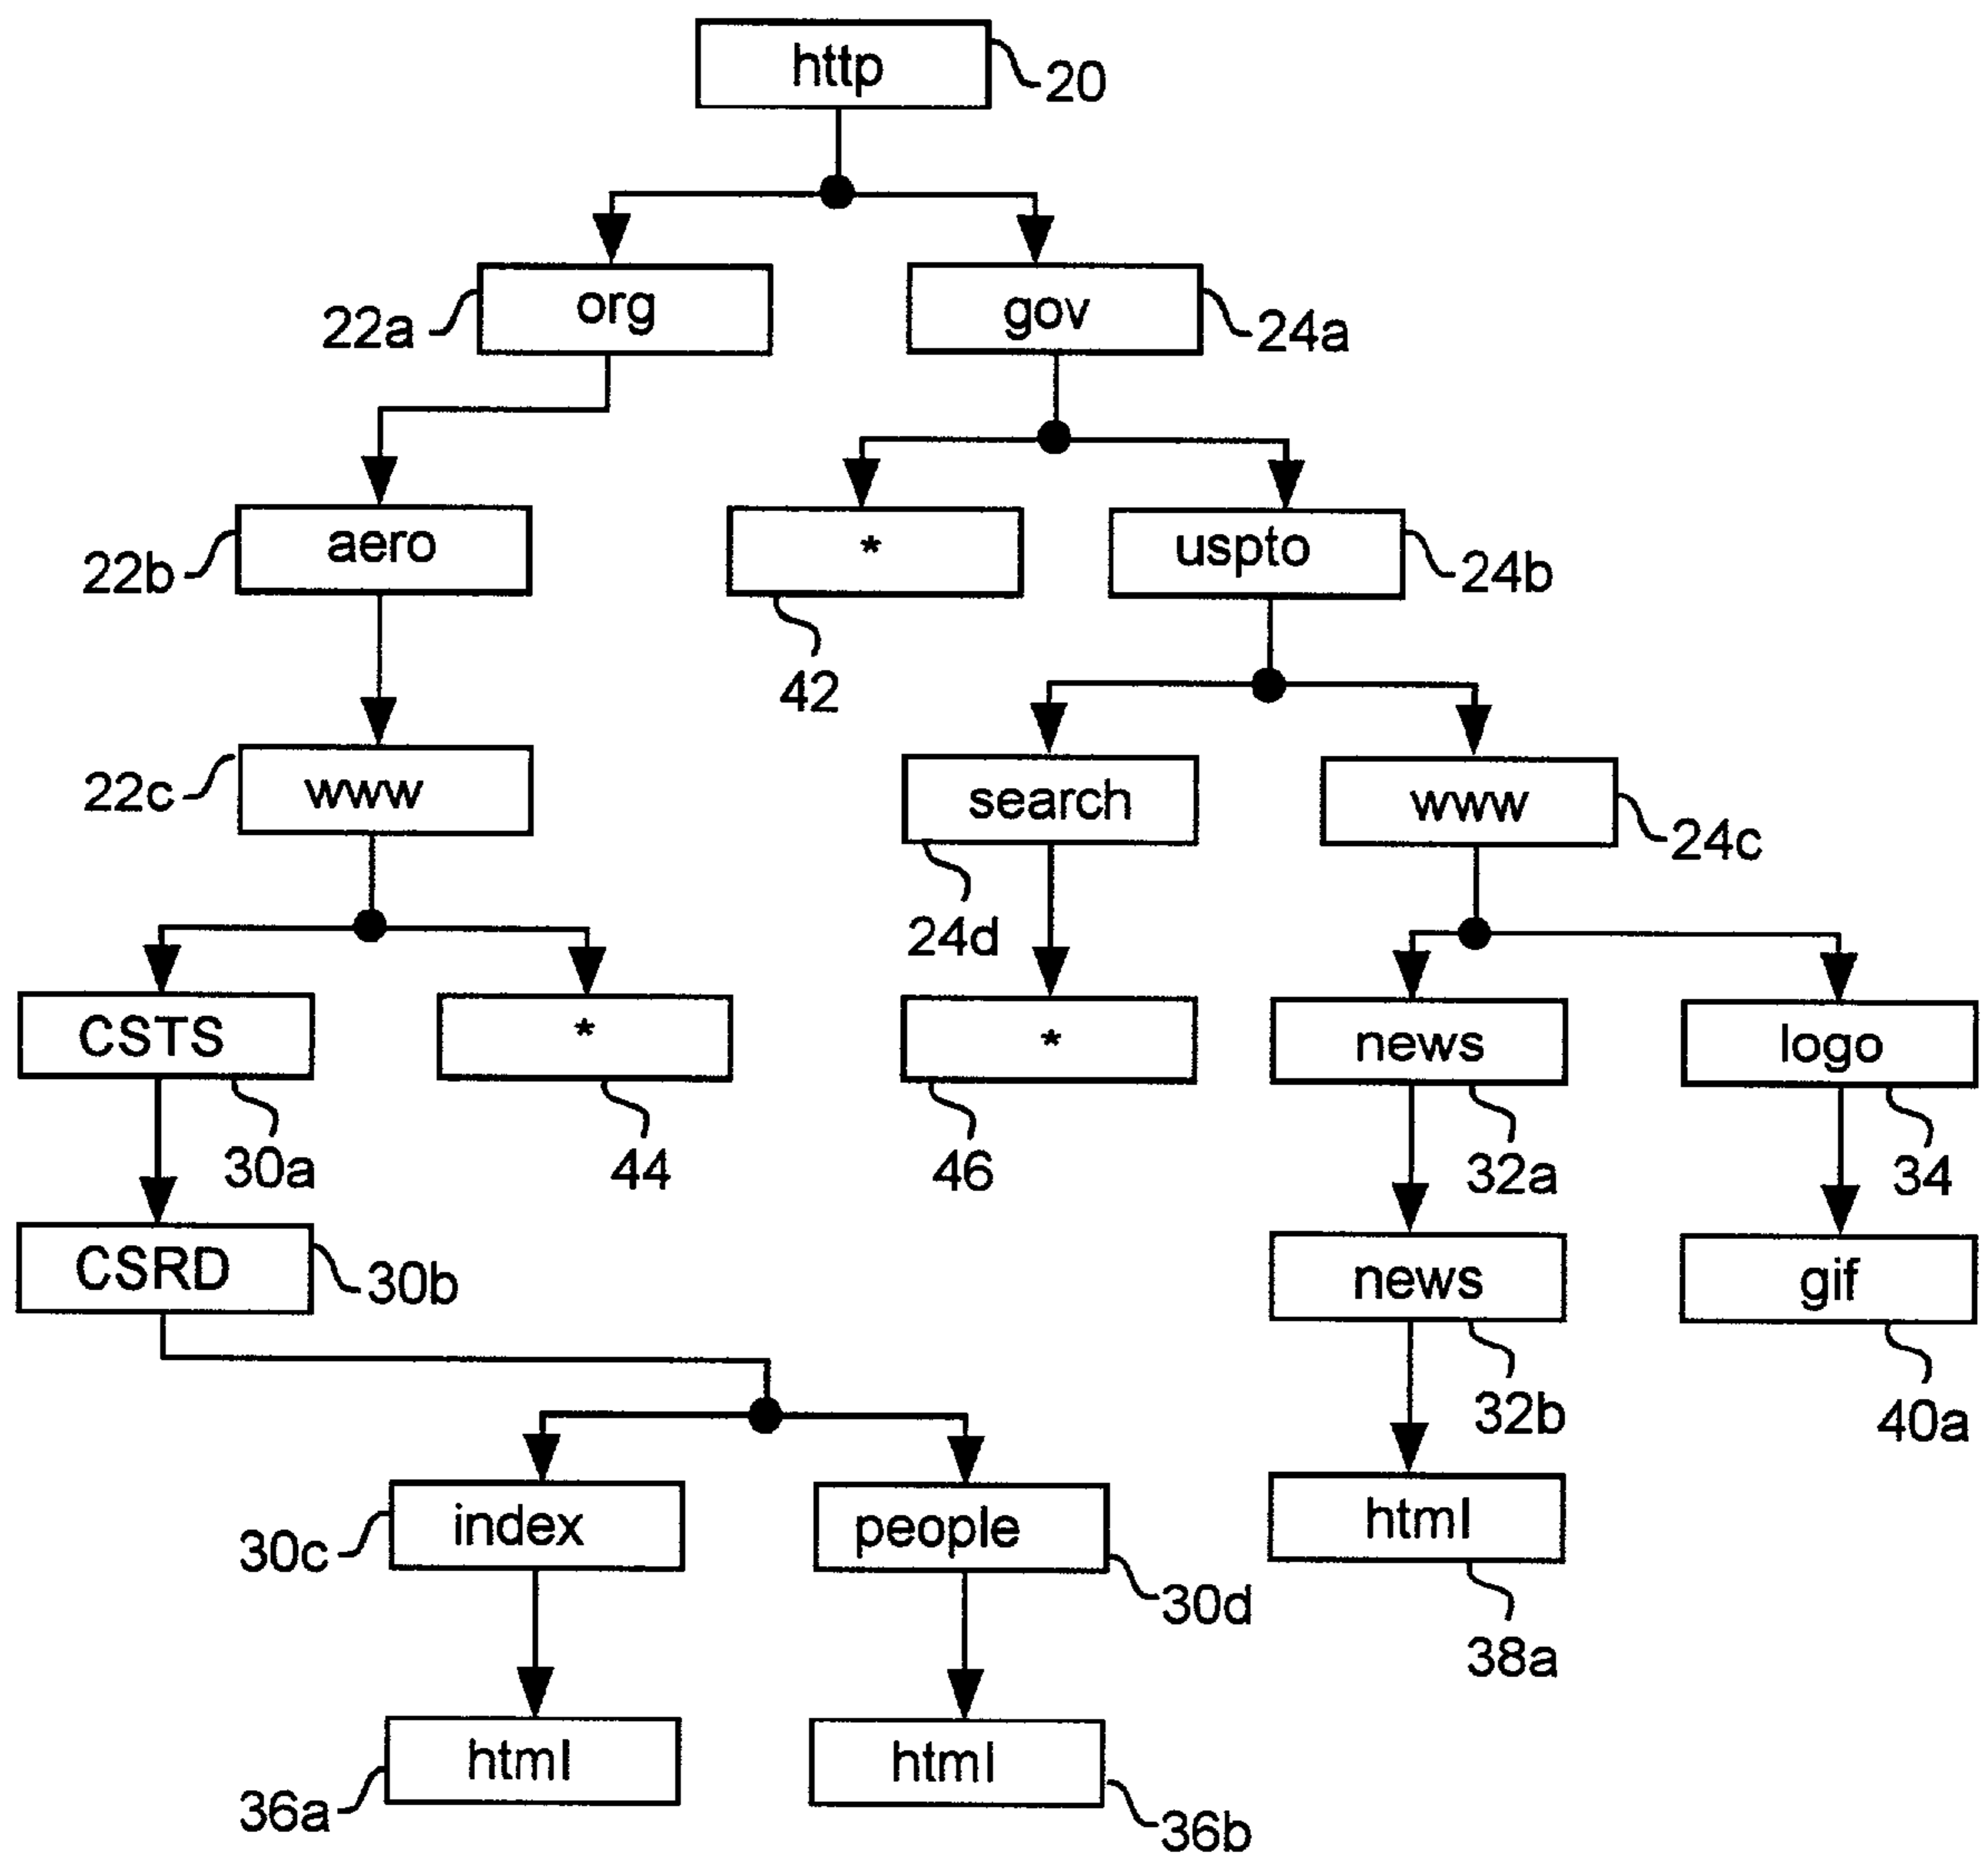 http
20
org
gov
22a
24a
aero
*
uspto
22b
24b
42
www
search
www
22c
24c
24d
CSTS
*
*
news
logo
30a
44
46
32a
34
CSRD
news
gif
30b
32b
40a
index
people
html
30c
30d
38a
html
html
36a
36b